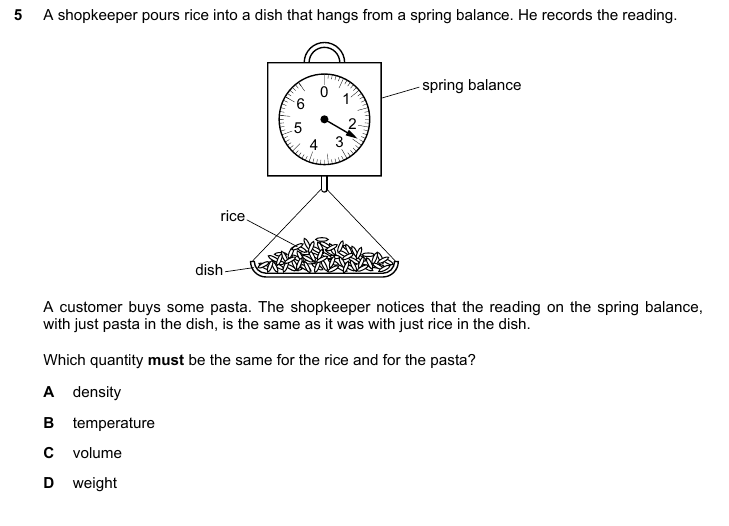 5 A shopkeeper pours rice into a dish that hangs from a spring balance. He records the reading.
spring balance
0
1
2
3
4
5
6
rice
dish
A customer buys some pasta. The shopkeeper notices that the reading on the spring balance,
with just pasta in the dish, is the same as it was with just rice in the dish.
Which quantity must be the same for the rice and for the pasta?
A density
B temperature
C volume
D weight